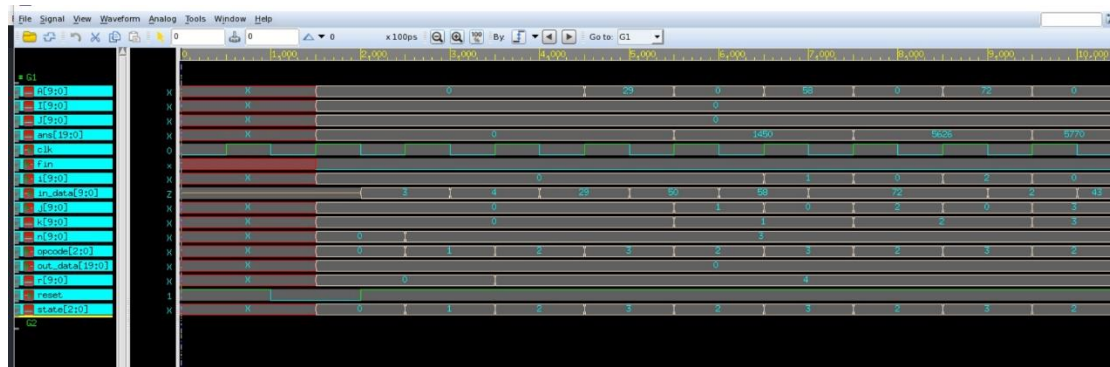 File Signal View Waveform Analog Tools Window Help
0 0 0 x 100ps 100 % By: Go to: G1
0 1,000 2,000 3,000 4,000 5,000 6,000 7,000 8,000 9,000 10,000
G1
A[9:0] X X 0 29 0 58 0 72 0
I[9:0] X X 0
J[9:0] X X 0
ans[19:0] X X 0 1450 5626 5770
clk 0
fin x
i[9:0] X X 0 1 0 2 0
in_data[9:0] Z 3 4 29 50 58 72 2 43
j[9:0] X X 0 1 0 2 0 3
k[9:0] X X 0 1 2 3
n[9:0] X X 0 3
opcode[2:0] X X 0 1 2 3 2 3 2 3 2
out_data[19:0] X X 0
r[9:0] X X 0 4
reset 1
state[2:0] X X 0 1 2 3 2 3 2 3 2
G2